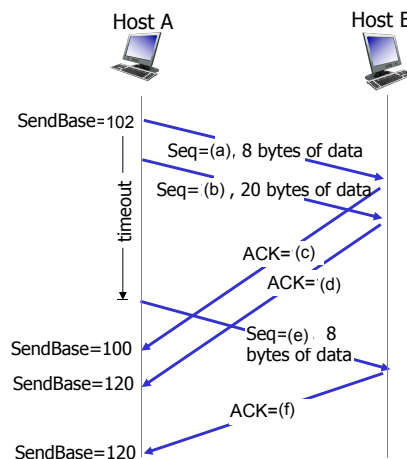 Host A
Host B
SendBase=102
Seq=(a), 8 bytes of data
Seq=(b) , 20 bytes of data
timeout
ACK=(c)
ACK=(d)
Seq=(e) , 8
bytes of data
SendBase=100
SendBase=120
ACK=(f)
SendBase=120